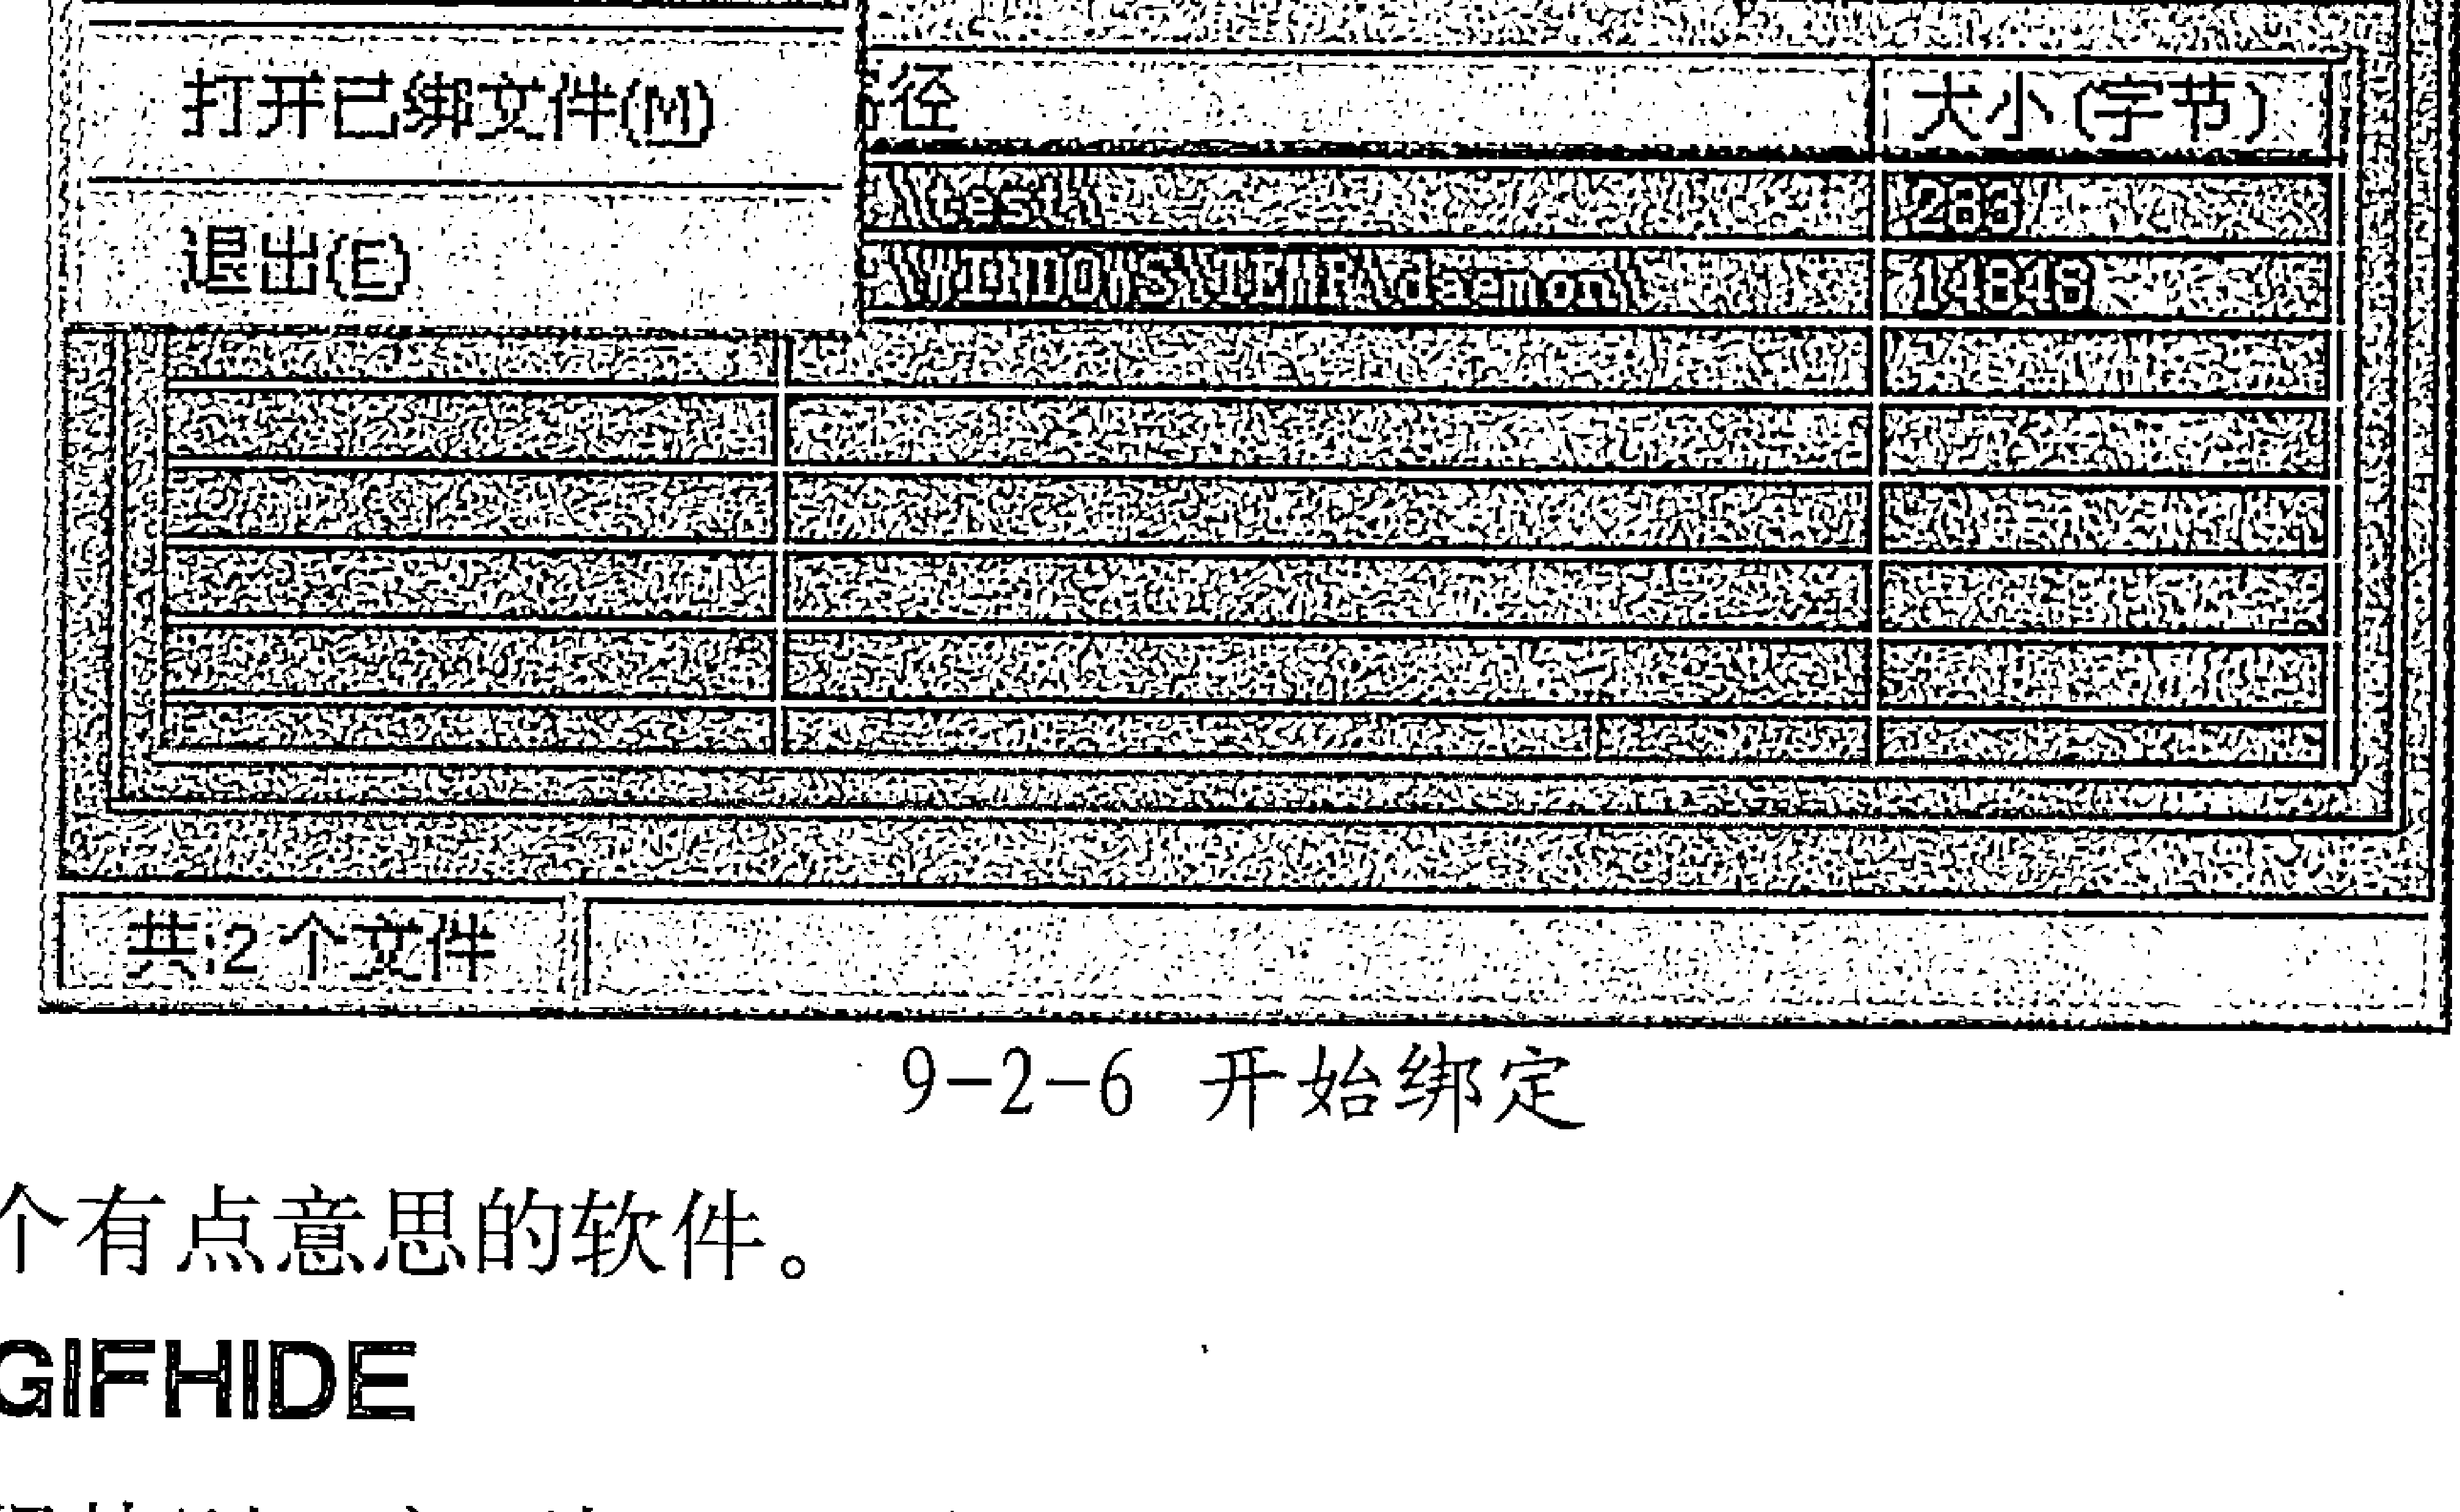 打开已绑文件(M)
径
大小(字节)
\test\
283
退出(E)
\WINDOWS\TEMP\daemon\
14848
共:2 个文件
9-2-6 开始绑定
个有点意思的软件。
GIFHIDE